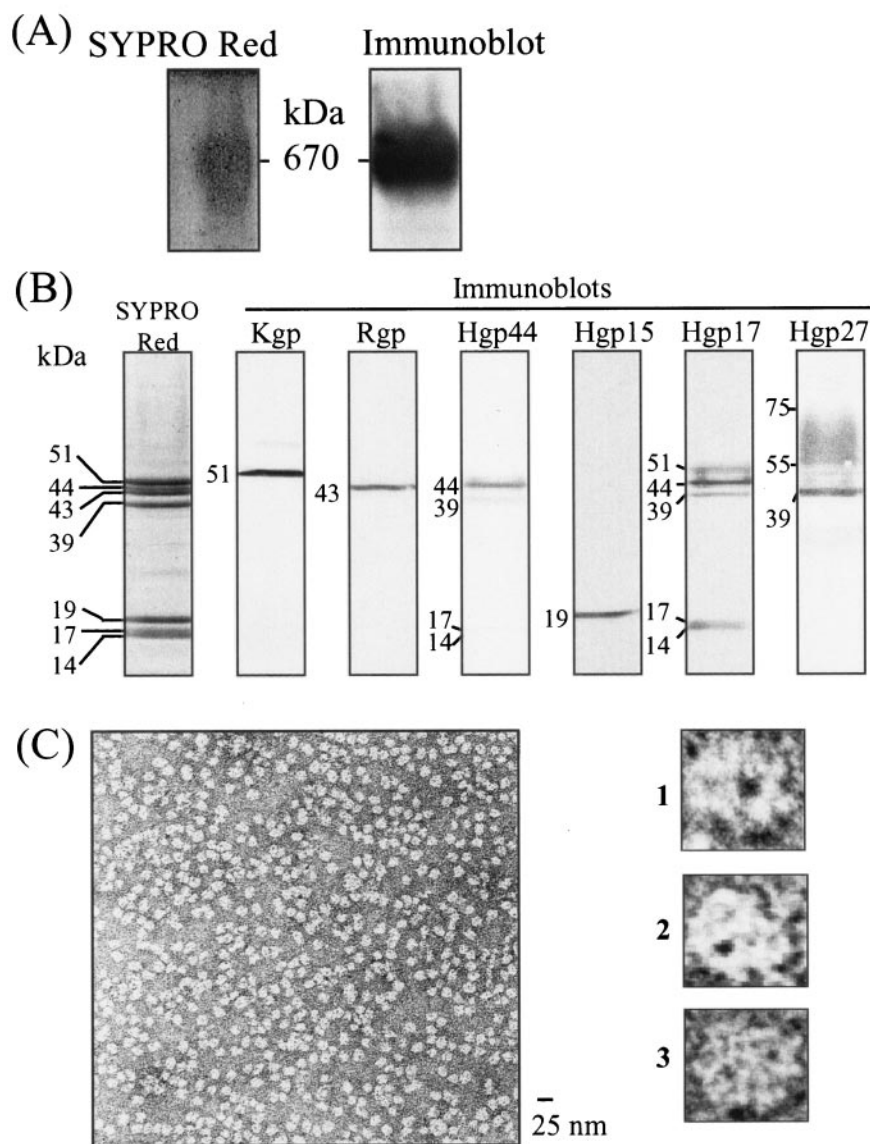 (A)
SYPRO Red
Immunoblot
kDa
670
(B)
Immunoblots
SYPRO
Red
Kgp
Rgp
Hgp44
Hgp15
Hgp17
Hgp27
kDa
51
44
43
39
19
17
14
51
43
44
39
17
14
19
51
44
39
17
14
75
55
39
(C)
25 nm
1
2
3